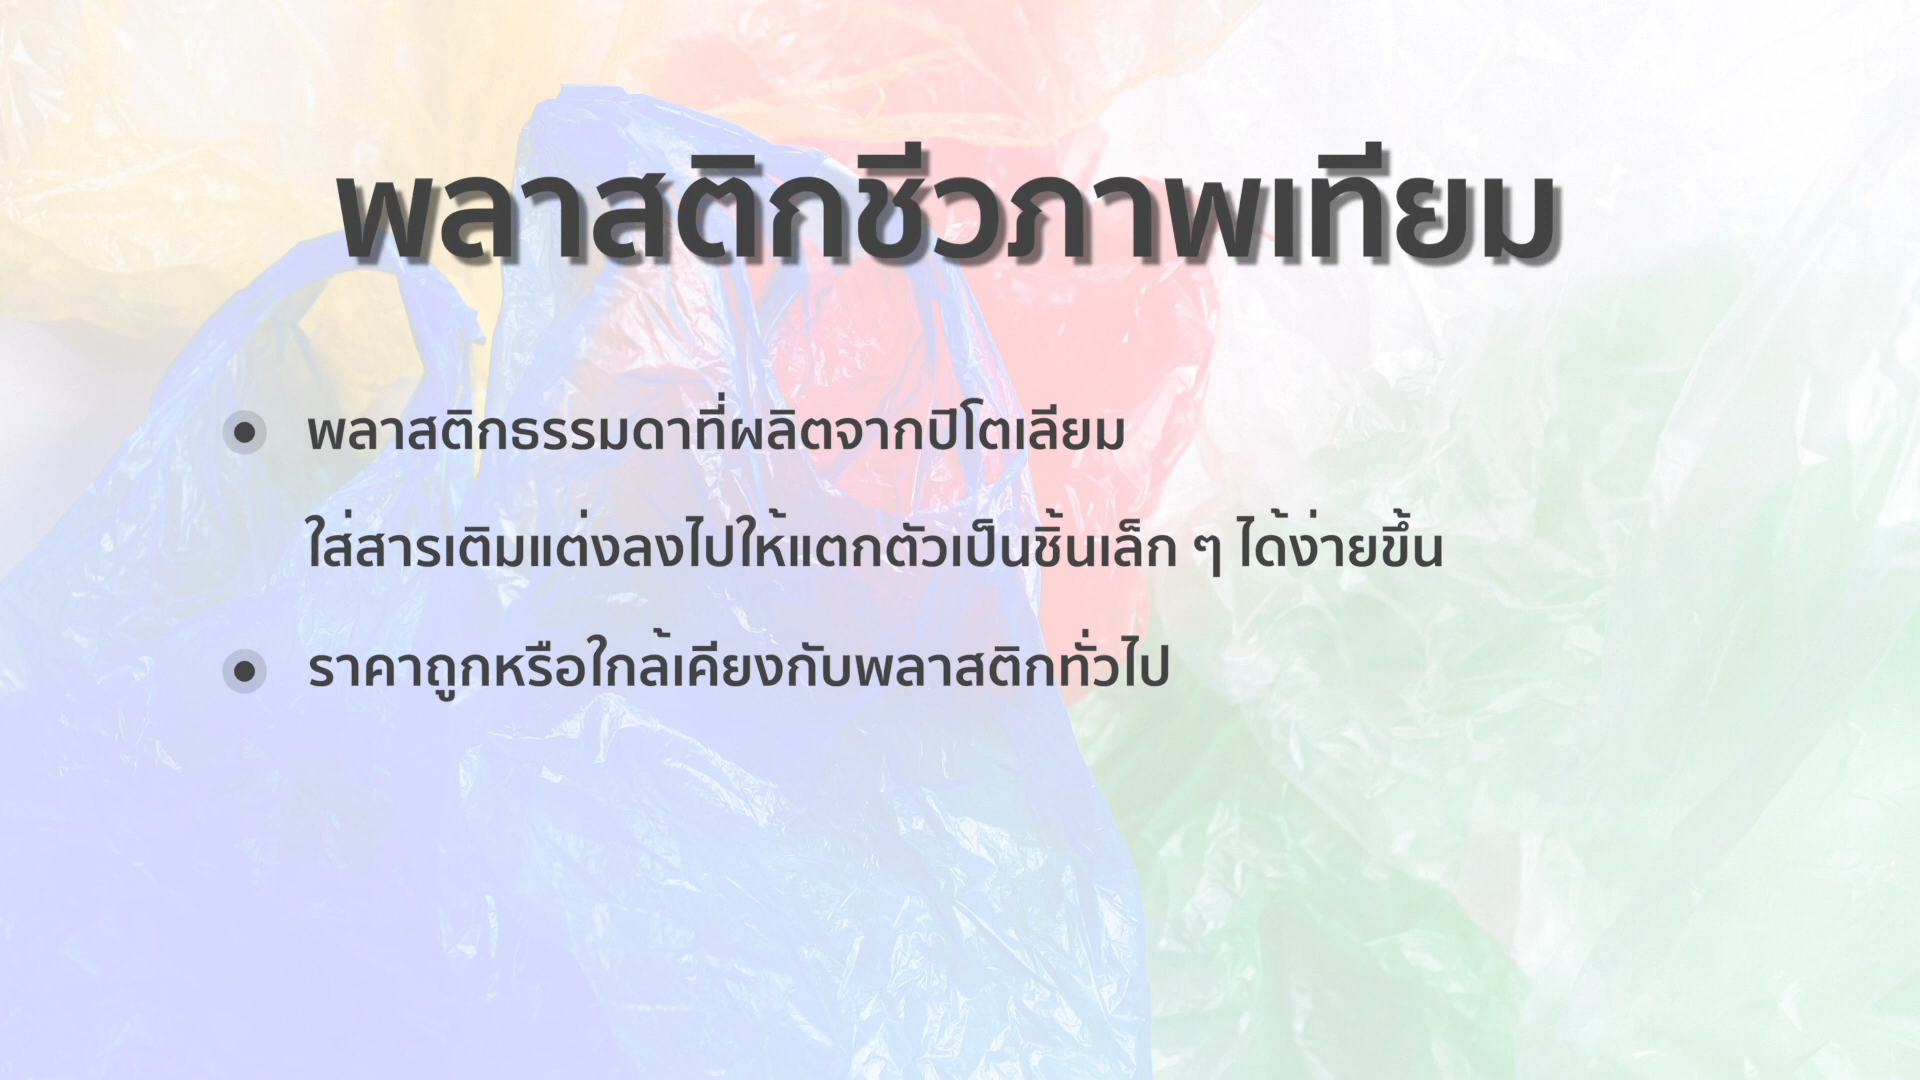 พลาสติกชีวภาพเทียม
พลาสติกธรรมดาที่ผลิตจากปิโตเลียม
ใส่สารเติมแต่งลงไปให้แตกตัวเป็นชิ้นเล็ก ๆ ได้ง่ายขึ้น
ราคาถูกหรือใกล้เคียงกับพลาสติกทั่วไป